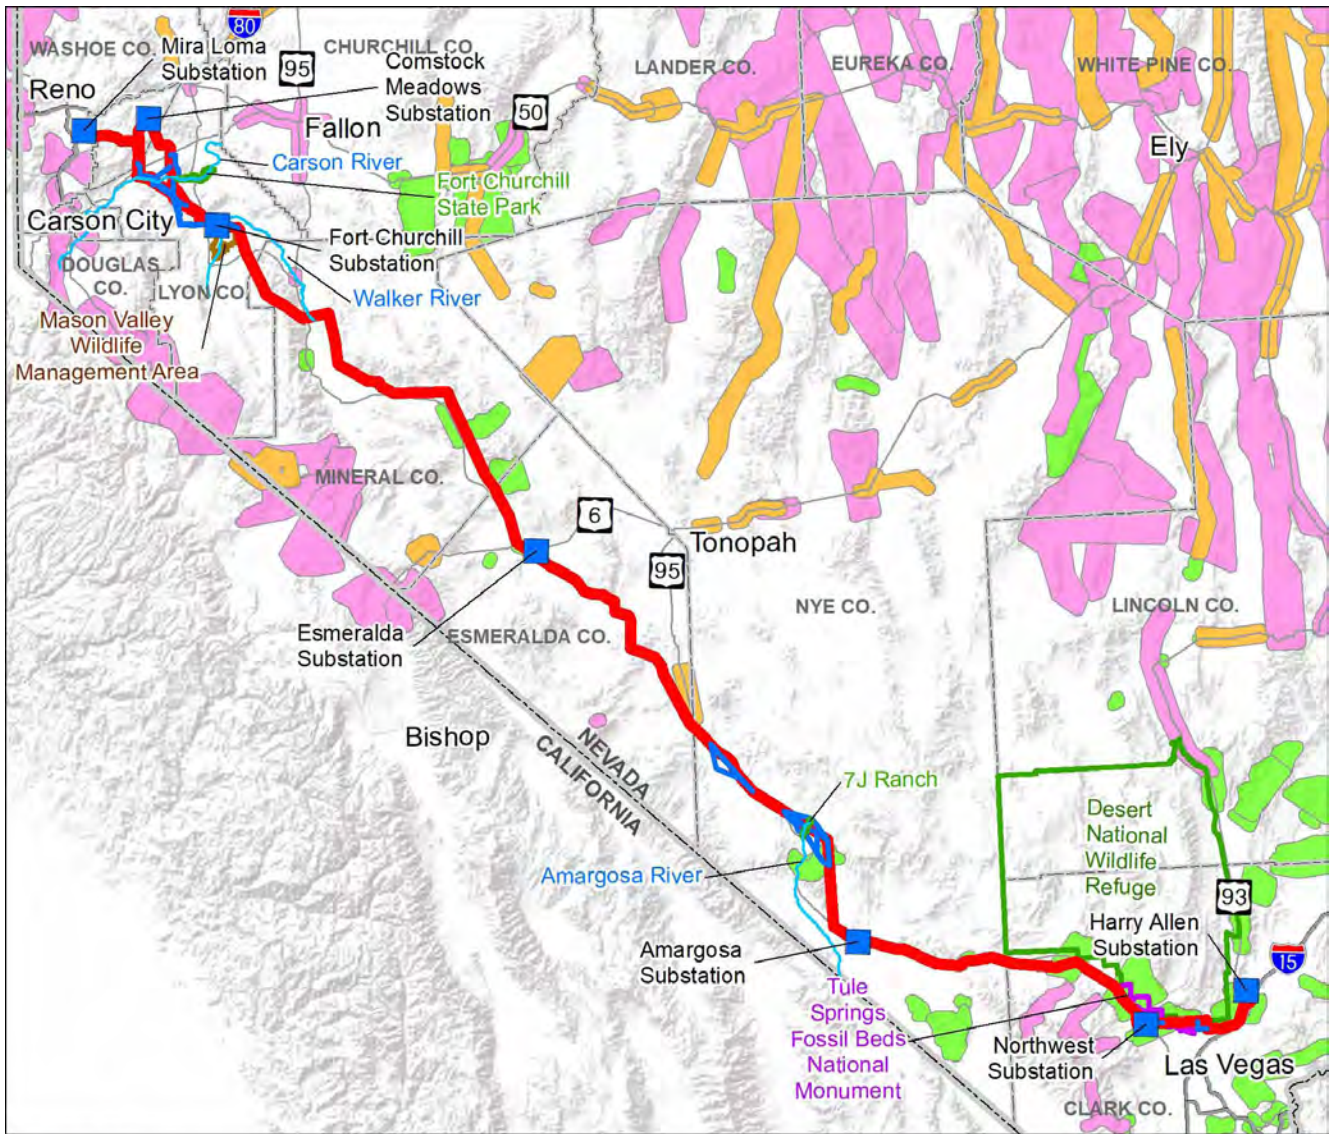 80
WASHOE CO.
Mira Loma
Substation
CHURCHILL CO.
Comstock
Meadows
Substation
95
LANDER CO.
EUREKA CO.
WHITE PINE CO.
Reno
Fallon
50
Ely
Carson River
Fort Churchill
State Park
Carson City
Fort Churchill
Substation
DOUGLAS
CO.
LYON CO.
Walker River
Mason Valley
Wildlife
Management Area
MINERAL CO.
6
Tonopah
95
NYE CO.
LINCOLN CO.
Esmeralda
Substation
ESMERALDA CO.
Bishop
NEVADA
CALIFORNIA
7J Ranch
Desert
National
Wildlife
Refuge
Amargosa River
93
Harry Allen
Substation
Amargosa
Substation
15
Tule
Springs
Fossil Beds
National
Monument
Northwest
Substation
Las Vegas
CLARK CO.